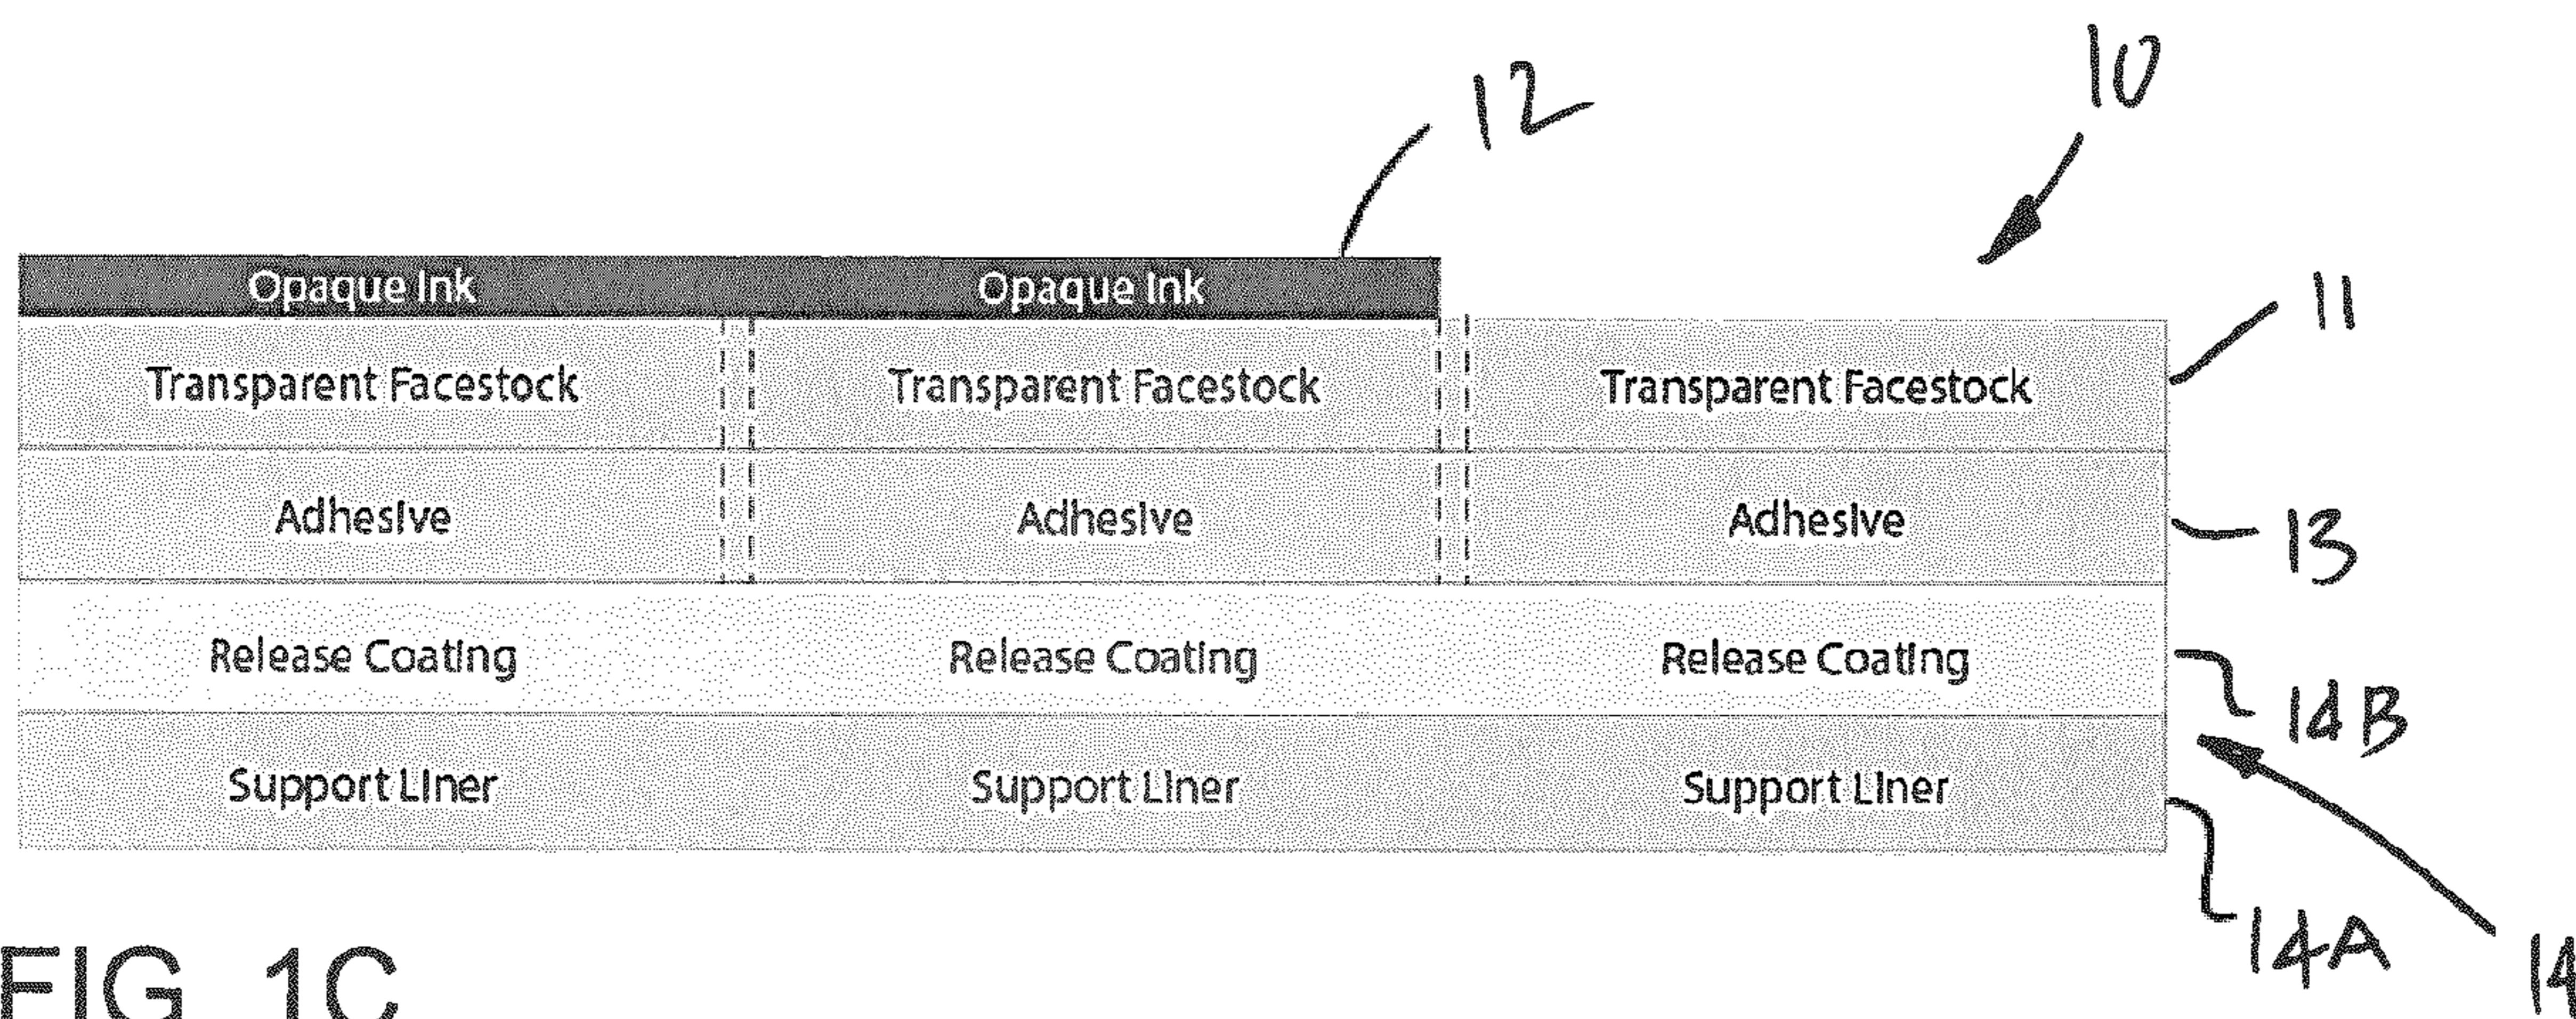 10
12
Opaque Ink Opaque Ink
11
Transparent Facestock Transparent Facestock Transparent Facestock
Adhesive Adhesive Adhesive 13
Release Coating Release Coating Release Coating
14B
Support Liner Support Liner Support Liner
14A
14
FIG 1C